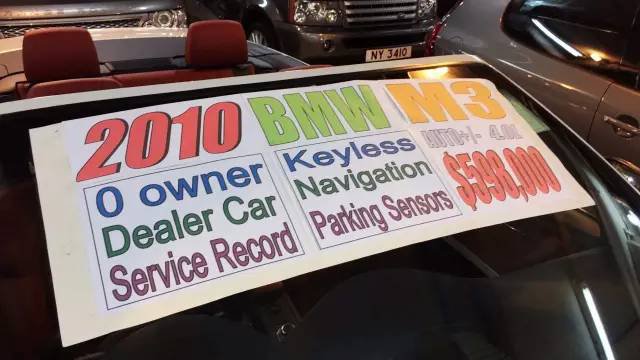 NY 3410
2010 BMW M3
0 owner
Dealer Car
Service Record
Keyless
Navigation
Parking Sensors
AUTO+/- 4.0L
$598,000